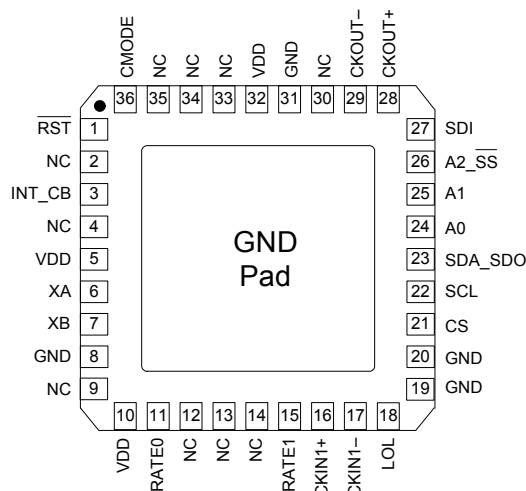 CMODE
NC
NC
NC
VDD
GND
NC
CKOUT–
CKOUT+
36 35 34 33 32 31 30 29 28
RST 1
NC 2
INT_CB 3
NC 4
VDD 5
XA 6
XB 7
GND 8
NC 9
GND
Pad
27 SDI
26 A2_SS
25 A1
24 A0
23 SDA_SDO
22 SCL
21 CS
20 GND
19 GND
10 11 12 13 14 15 16 17 18
VDD
RATE0
NC
NC
NC
RATE1
CKIN1+
CKIN1–
LOL